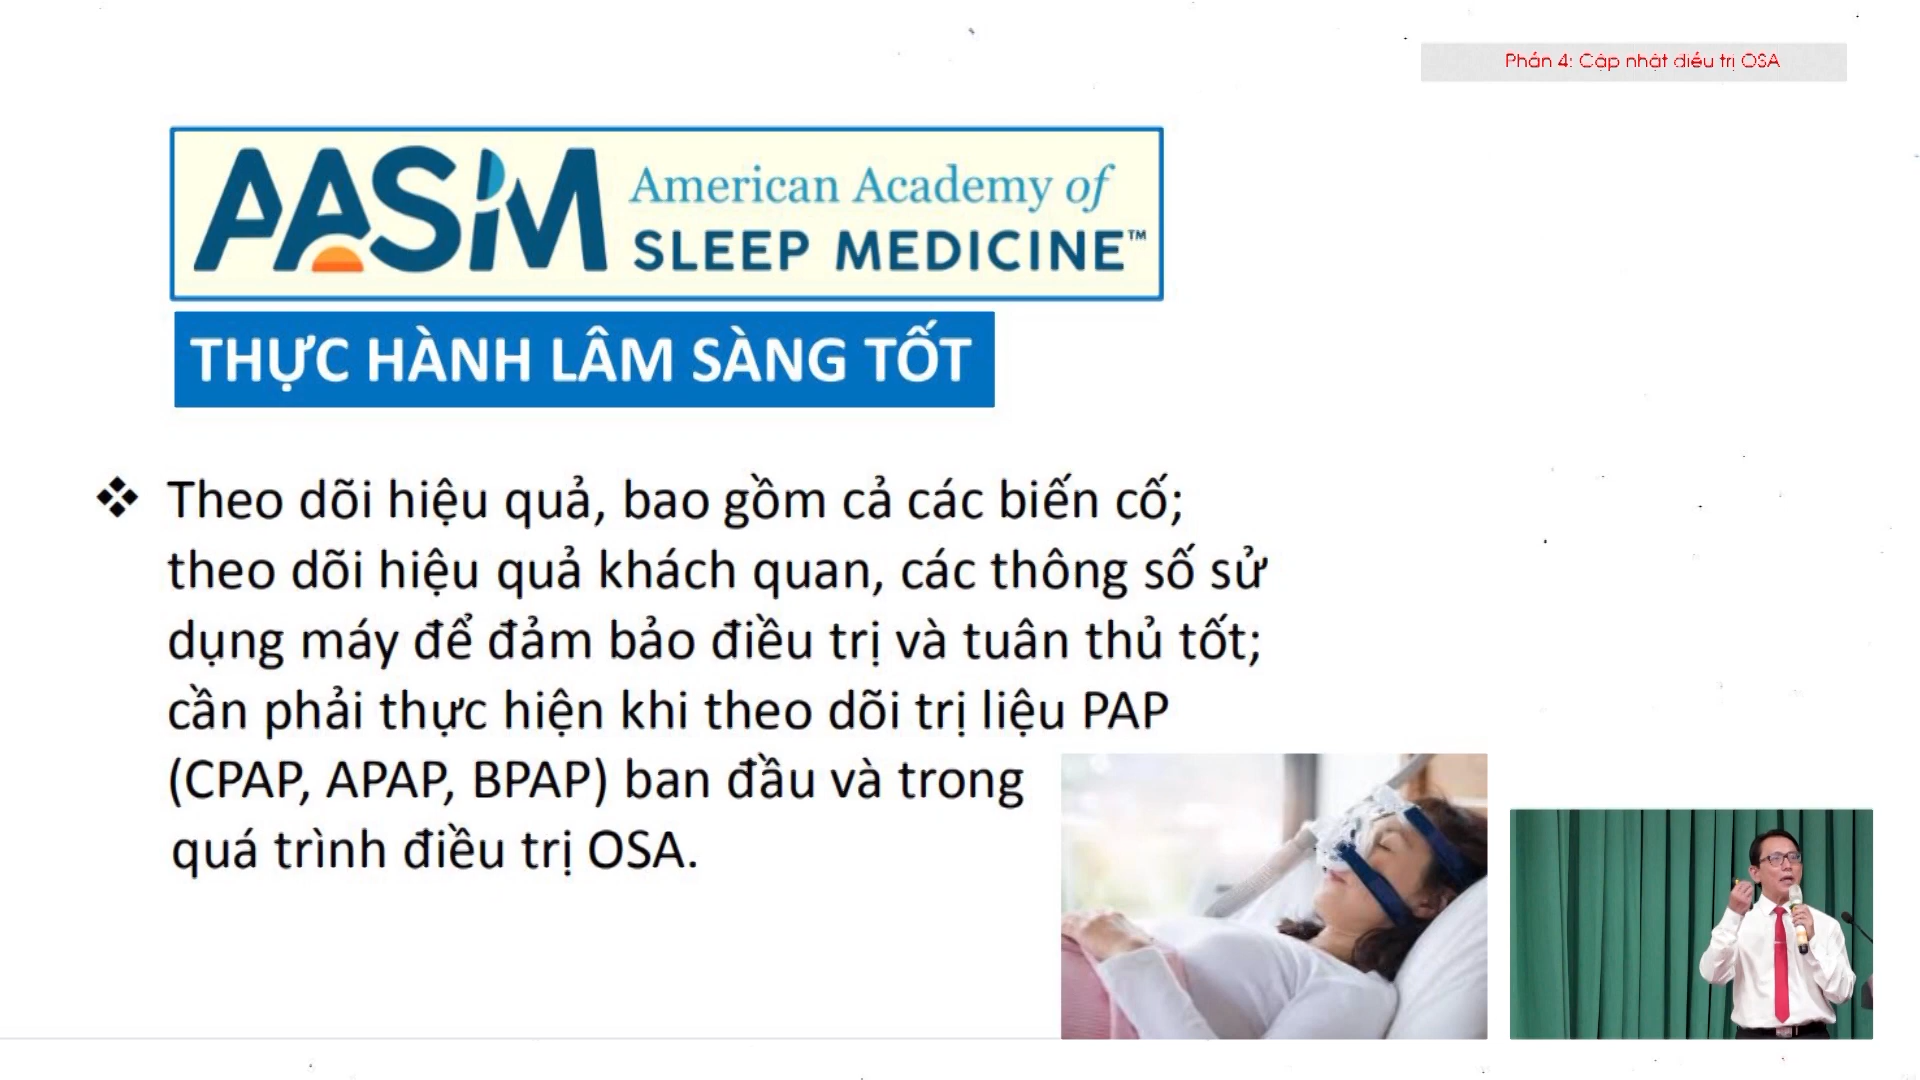 Phần 4: Cập nhật điều trị OSA
AASM American Academy of
SLEEP MEDICINE™
THỰC HÀNH LÂM SÀNG TỐT
❖ Theo dõi hiệu quả, bao gồm cả các biến cố;
theo dõi hiệu quả khách quan, các thông số sử
dụng máy để đảm bảo điều trị và tuân thủ tốt;
cần phải thực hiện khi theo dõi trị liệu PAP
(CPAP, APAP, BPAP) ban đầu và trong
quá trình điều trị OSA.